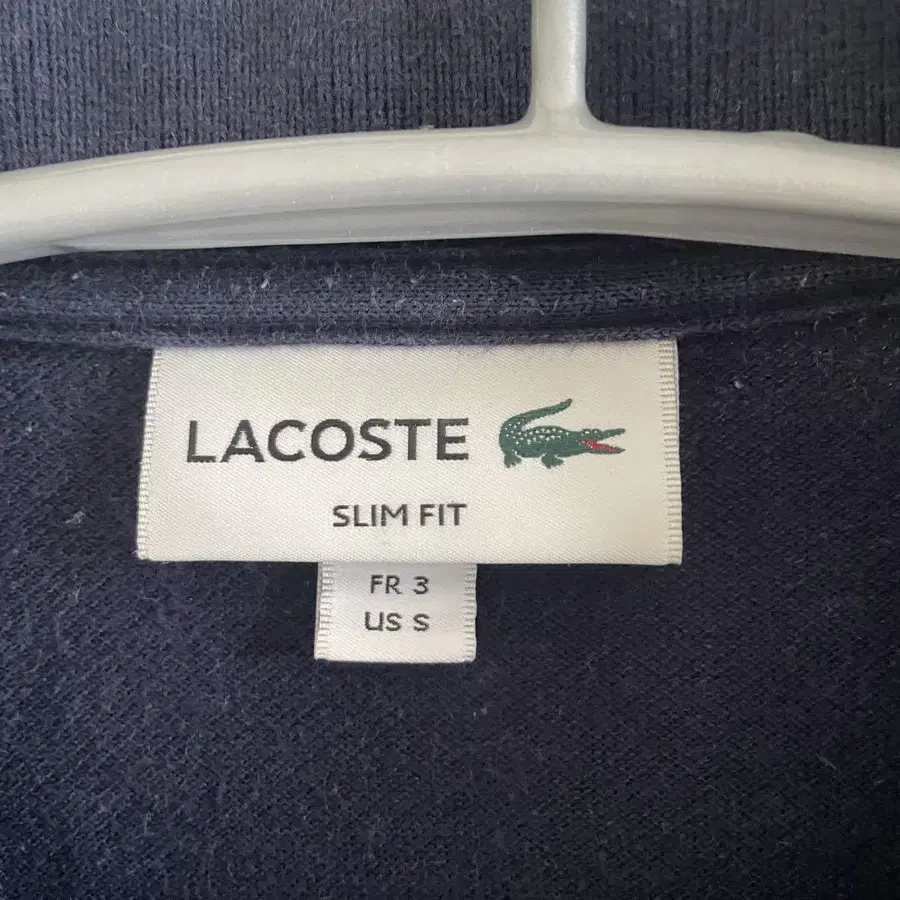 LACOSTE
SLIM FIT
FR 3
US S